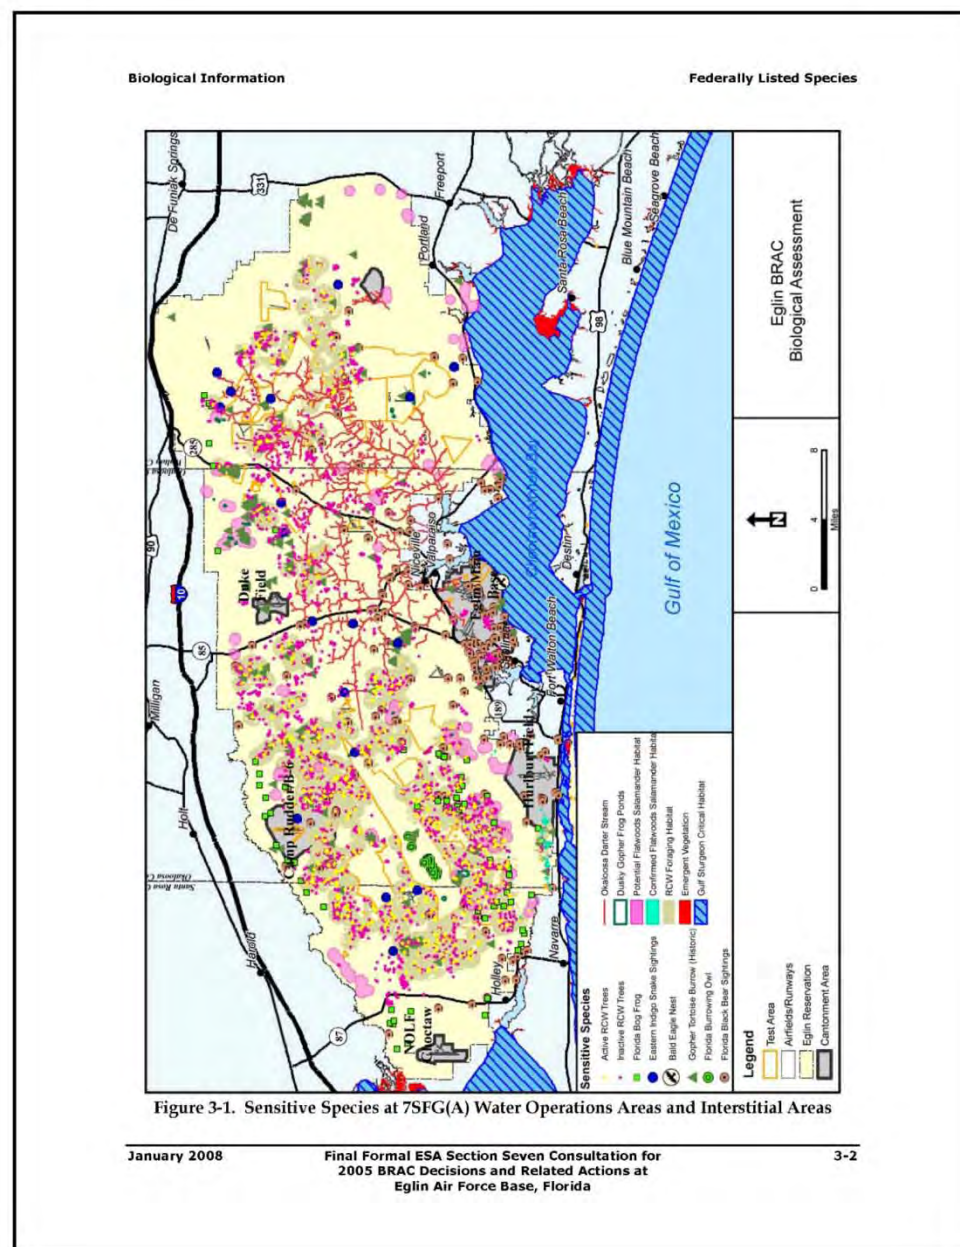 Biological Information
Federally Listed Species
De Funiak Springs
331
Freeport
Portland
Santa Rosa Beach
Blue Mountain Beach
Seagrove Beach
98
285
90
10
Duke
Field
Niceville
Valparaiso
Eglin Main
Base
Destin
Gulf of Mexico
85
Milligan
189
Fort Walton Beach
Hurlburt Field
Holt
Camp Rudder/B-6
Okaloosa Co
Santa Rosa C
Harold
87
NOLF
Choctaw
Holley
Navarre
Eglin BRAC
Biological Assessment
N
0 4 8
Miles
Sensitive Species
Active RCW Trees
Inactive RCW Trees
Florida Bog Frog
Eastern Indigo Snake Sightings
Bald Eagle Nest
Gopher Tortoise Burrow (Historic)
Florida Burrowing Owl
Florida Black Bear Sightings
Okaloosa Darter Stream
Dusky Gopher Frog Ponds
Potential Flatwoods Salamander Habitat
Confirmed Flatwoods Salamander Habita
RCW Foraging Habitat
Emergent Vegetation
Gulf Sturgeon Critical Habitat
Legend
Test Area
Airfields/Runways
Eglin Reservation
Cantonment Area
Figure 3-1. Sensitive Species at 7SFG(A) Water Operations Areas and Interstitial Areas
January 2008
Final Formal ESA Section Seven Consultation for
2005 BRAC Decisions and Related Actions at
Eglin Air Force Base, Florida
3-2